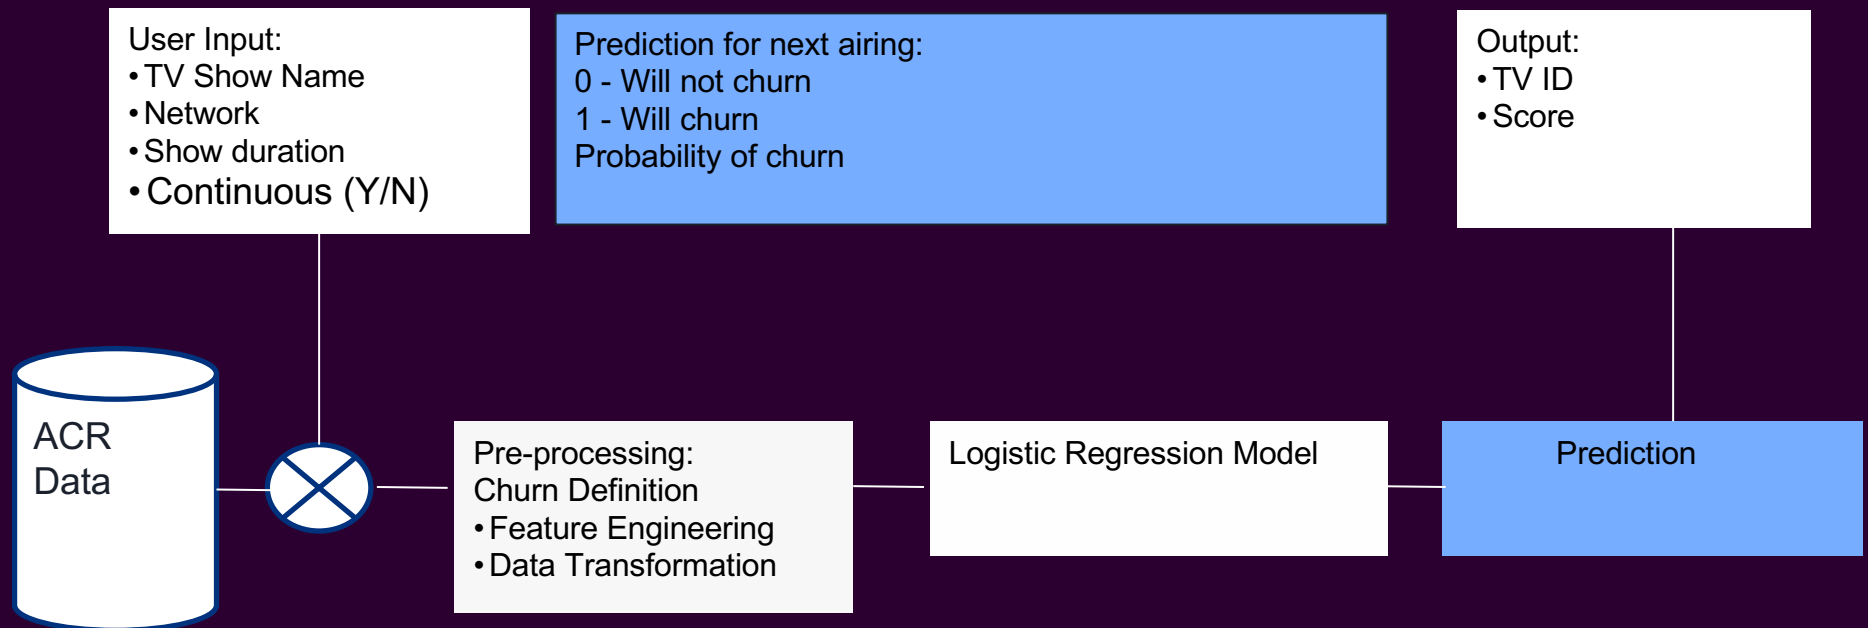 User Input:
• TV Show Name
• Network
• Show duration
• Continuous (Y/N)
Prediction for next airing:
0 - Will not churn
1 - Will churn
Probability of churn
Output:
• TV ID
• Score
ACR
Data
Pre-processing:
Churn Definition
• Feature Engineering
• Data Transformation
Logistic Regression Model
Prediction